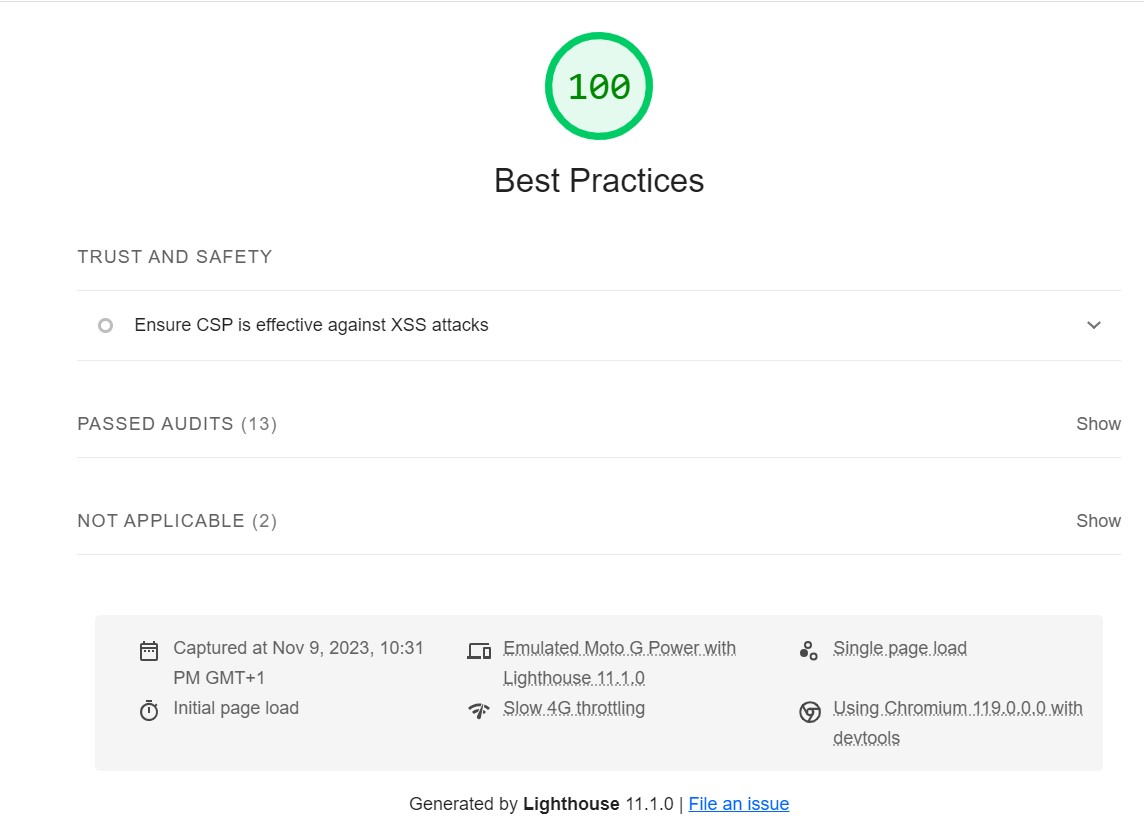 100
Best Practices
TRUST AND SAFETY
Ensure CSP is effective against XSS attacks
PASSED AUDITS (13)
Show
NOT APPLICABLE (2)
Show
Captured at Nov 9, 2023, 10:31
PM GMT+1
Emulated Moto G Power with
Lighthouse 11.1.0
Single page load
Initial page load
Slow 4G throttling
Using Chromium 119.0.0.0 with
devtools
Generated by Lighthouse 11.1.0 | File an issue